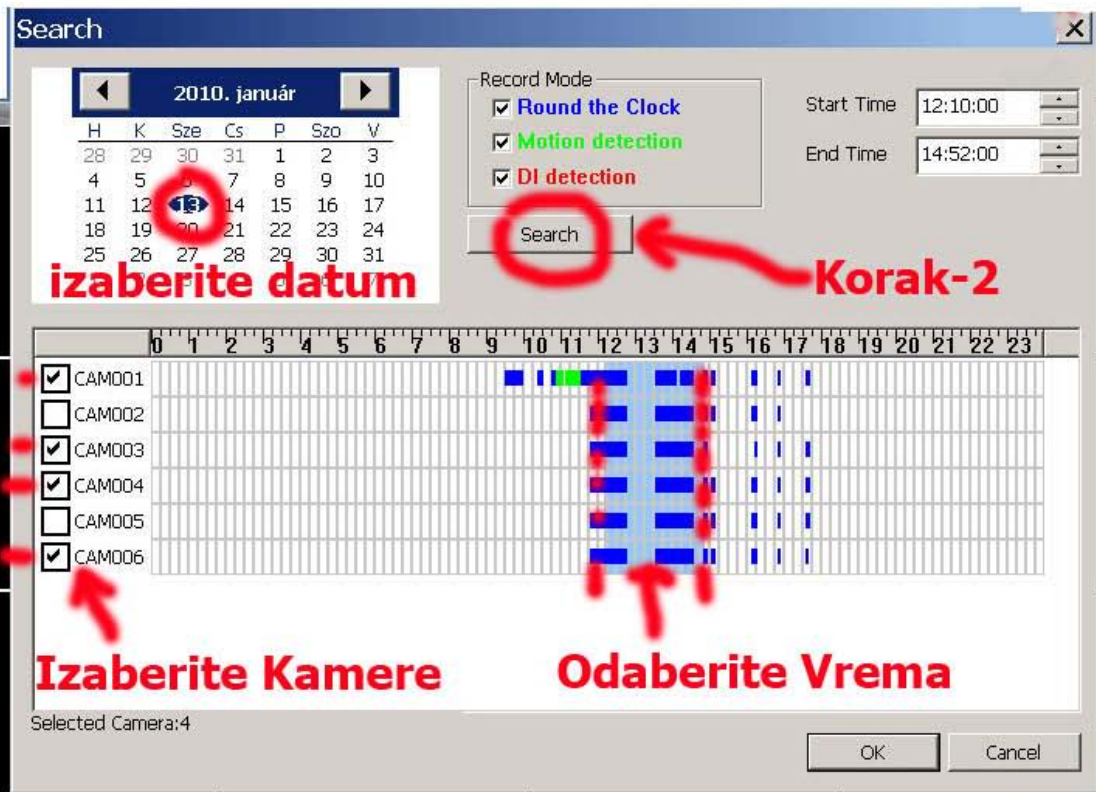 Search
2010. január
H K Sze Cs P Szo V
28 29 30 31 1 2 3
4 5 6 7 8 9 10
11 12 13 14 15 16 17
18 19 20 21 22 23 24
25 26 27 28 29 30 31
izaberite datum
Record Mode
Round the Clock
Motion detection
DI detection
Start Time 12:10:00
End Time 14:52:00
Search
Korak-2
0 1 2 3 4 5 6 7 8 9 10 11 12 13 14 15 16 17 18 19 20 21 22 23
CAM001
CAM002
CAM003
CAM004
CAM005
CAM006
Izaberite Kamere
Odaberite Vrema
Selected Camera:4
OK Cancel